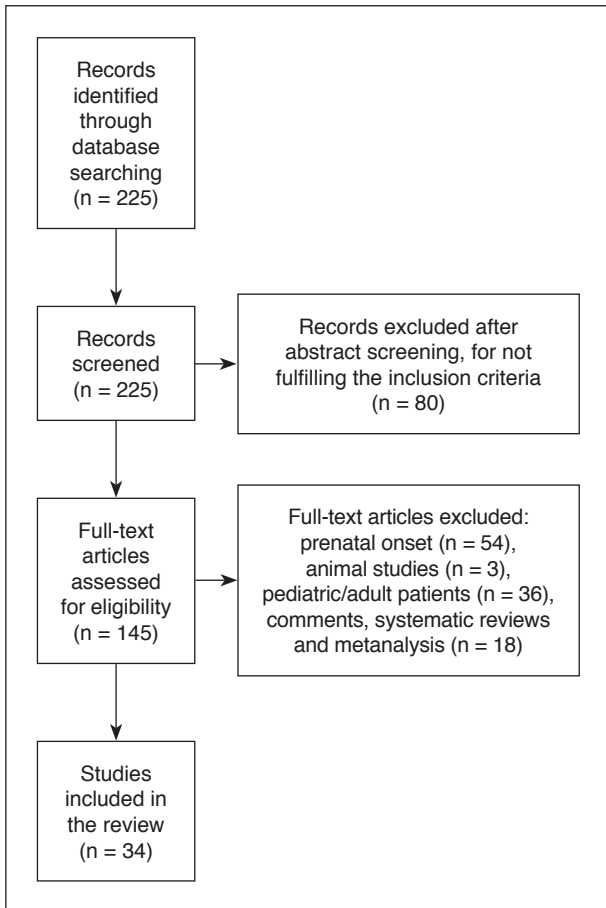 Records
identified
through
database
searching
(n = 225)
Records
screened
(n = 225)
Records excluded after
abstract screening, for not
fulfilling the inclusion criteria
(n = 80)
Full-text
articles
assessed
for eligibility
(n = 145)
Full-text articles excluded:
prenatal onset (n = 54),
animal studies (n = 3),
pediatric/adult patients (n = 36),
comments, systematic reviews
and metanalysis (n = 18)
Studies
included in
the review
(n = 34)